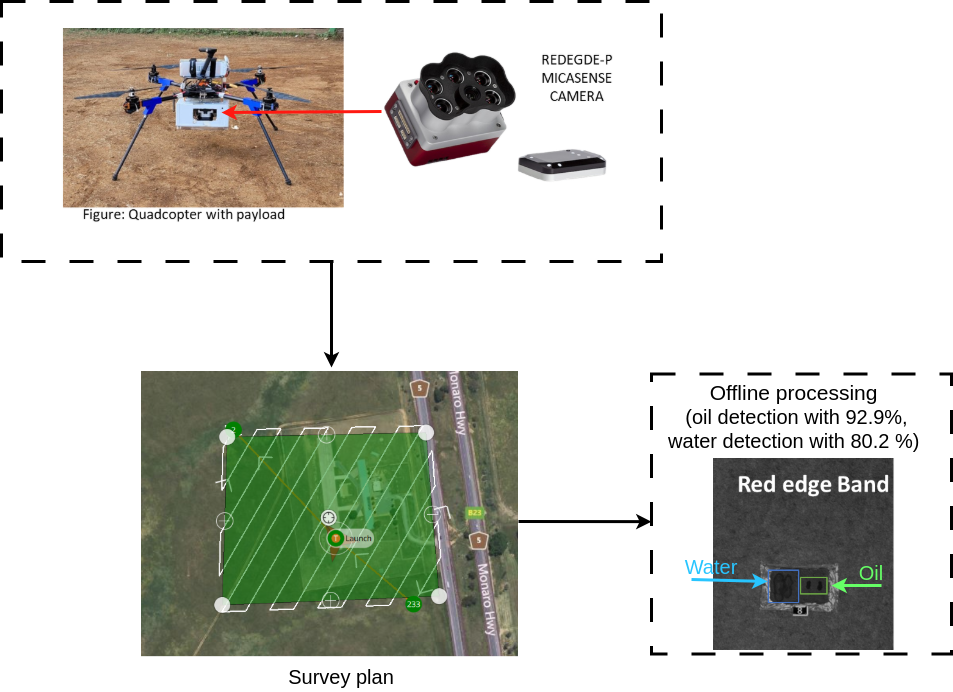 REDEGDE-P
MICASENSE
CAMERA
Figure: Quadcopter with payload
5
Monaro Hwy
2
B23
5
Launch
Monaro Hwy
233
Survey plan
Offline processing
(oil detection with 92.9%,
water detection with 80.2 %)
Red edge Band
Water
Oil
8